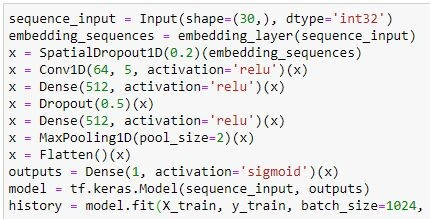 sequence_input = Input(shape=(30,), dtype='int32')
embedding_sequences = embedding_layer(sequence_input)
x = SpatialDropout1D(0.2)(embedding_sequences)
x = Conv1D(64, 5, activation='relu')(x)
x = Dense(512, activation='relu')(x)
x = Dropout(0.5)(x)
x = Dense(512, activation='relu')(x)
x = MaxPooling1D(pool_size=2)(x)
x = Flatten()(x)
outputs = Dense(1, activation='sigmoid')(x)
model = tf.keras.Model(sequence_input, outputs)
history = model.fit(X_train, y_train, batch_size=1024,